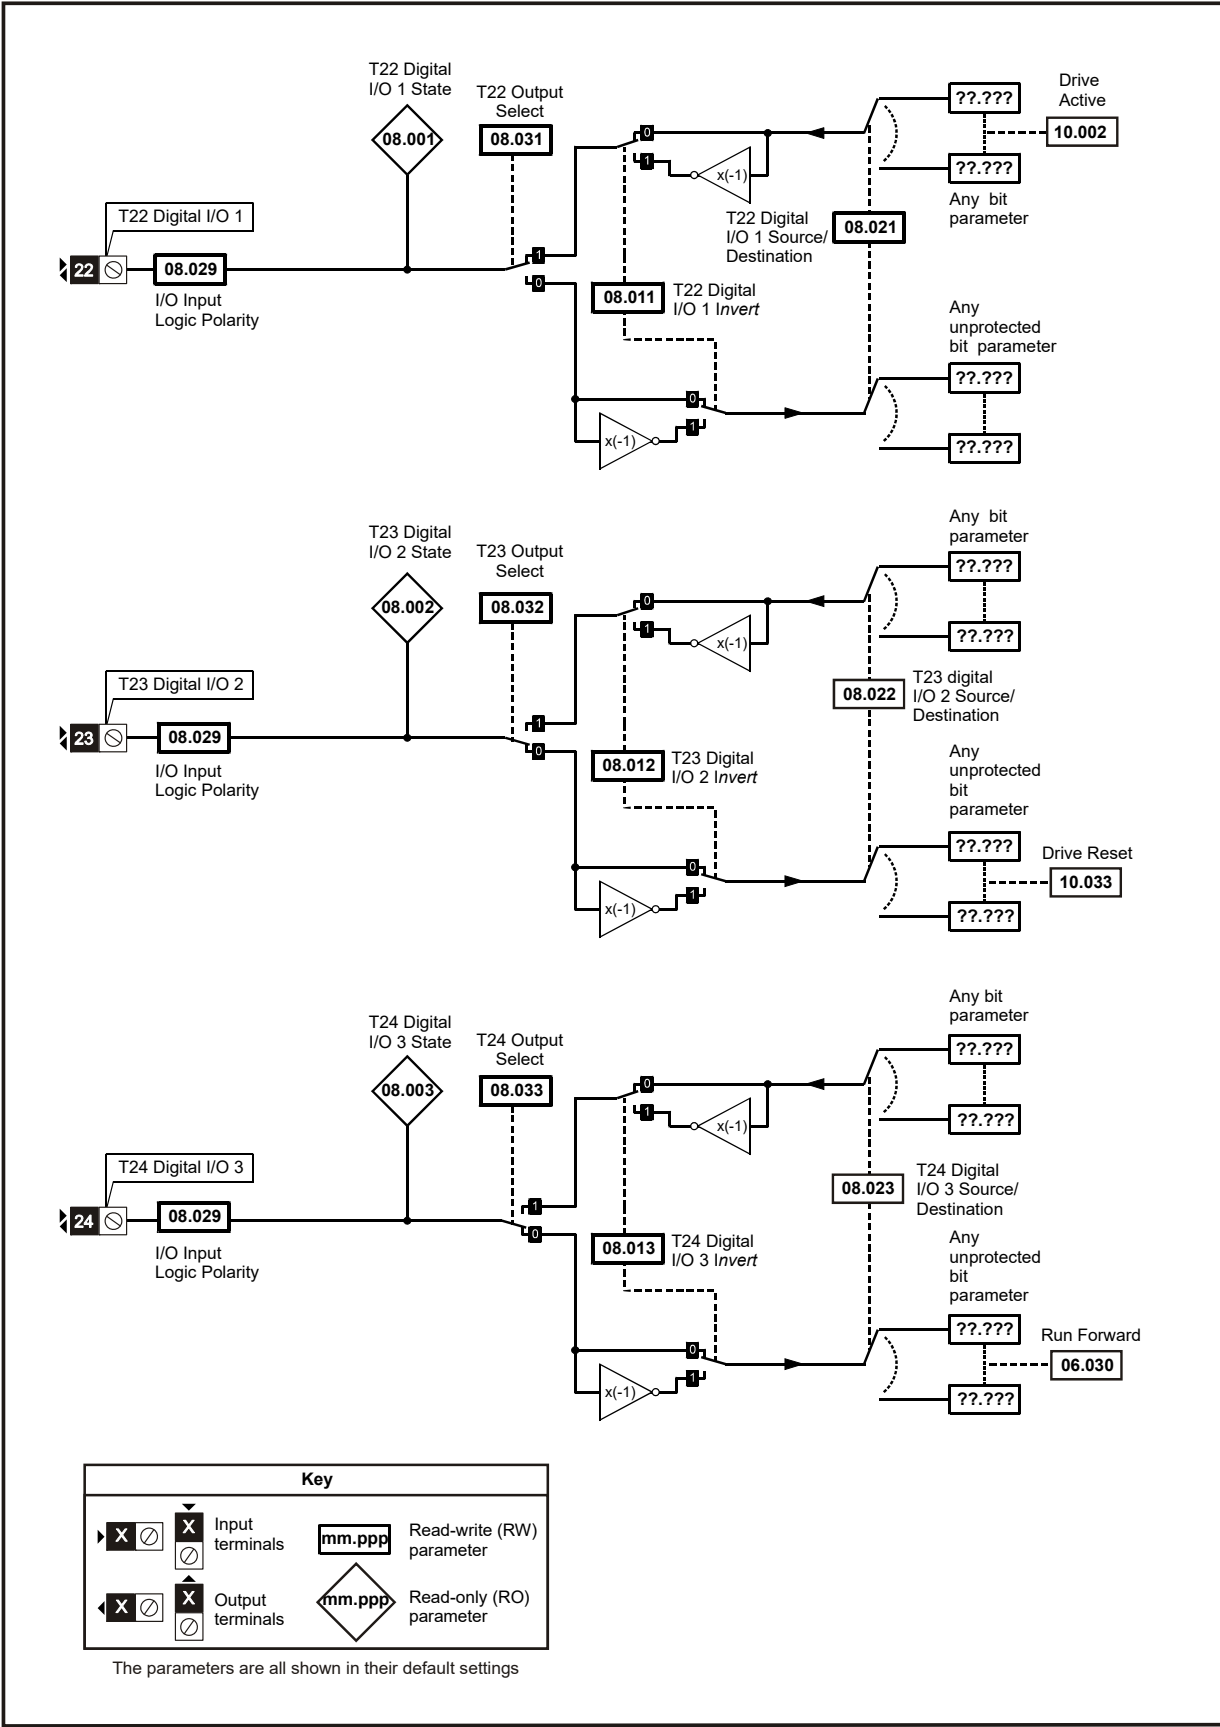 T22 Digital
I/O 1 State
08.001
T22 Output
Select
08.031
0
1
x(-1)
??.???
??.???
Drive
Active
10.002
Any bit
parameter
T22 Digital I/O 1
22
08.029
I/O Input
Logic Polarity
1
0
T22 Digital
I/O 1 Source/
Destination
08.021
08.011
T22 Digital
I/O 1 Invert
Any
unprotected
bit parameter
??.???
??.???
0
1
x(-1)
T23 Digital
I/O 2 State
08.002
T23 Output
Select
08.032
0
1
x(-1)
Any bit
parameter
??.???
??.???
T23 Digital I/O 2
23
08.029
I/O Input
Logic Polarity
1
0
08.022
T23 digital
I/O 2 Source/
Destination
08.012
T23 Digital
I/O 2 Invert
Any
unprotected
bit
parameter
??.???
??.???
Drive Reset
10.033
0
1
x(-1)
T24 Digital
I/O 3 State
08.003
T24 Output
Select
08.033
0
1
x(-1)
Any bit
parameter
??.???
??.???
T24 Digital I/O 3
24
08.029
I/O Input
Logic Polarity
1
0
08.023
T24 Digital
I/O 3 Source/
Destination
08.013
T24 Digital
I/O 3 Invert
Any
unprotected
bit
parameter
??.???
??.???
Run Forward
06.030
0
1
x(-1)
Key
X
X
Input
terminals
mm.ppp
Read-write (RW)
parameter
X
X
Output
terminals
mm.ppp
Read-only (RO)
parameter
The parameters are all shown in their default settings